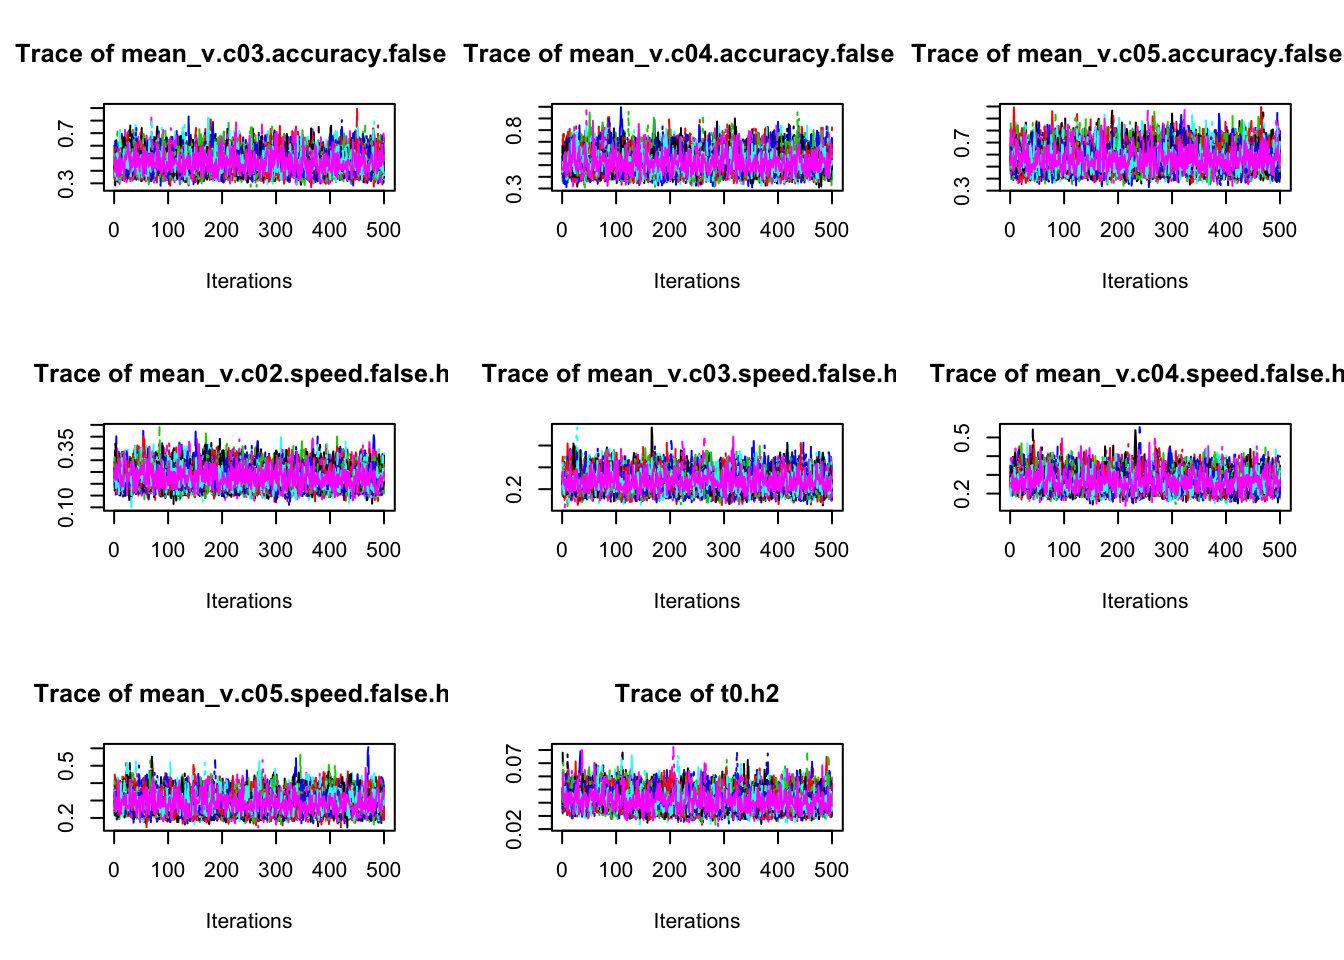 Trace of mean_v.c03.accuracy.false
0.7
0.3
0 100 200 300 400 500
Iterations
Trace of mean_v.c04.accuracy.false
0.8
0.3
0 100 200 300 400 500
Iterations
Trace of mean_v.c05.accuracy.false
0.7
0.3
0 100 200 300 400 500
Iterations
Trace of mean_v.c02.speed.false.h
0.35
0.10
0 100 200 300 400 500
Iterations
Trace of mean_v.c03.speed.false.h
0.2
0 100 200 300 400 500
Iterations
Trace of mean_v.c04.speed.false.h
0.5
0.2
0 100 200 300 400 500
Iterations
Trace of mean_v.c05.speed.false.h
0.5
0.2
0 100 200 300 400 500
Iterations
Trace of t0.h2
0.07
0.02
0 100 200 300 400 500
Iterations